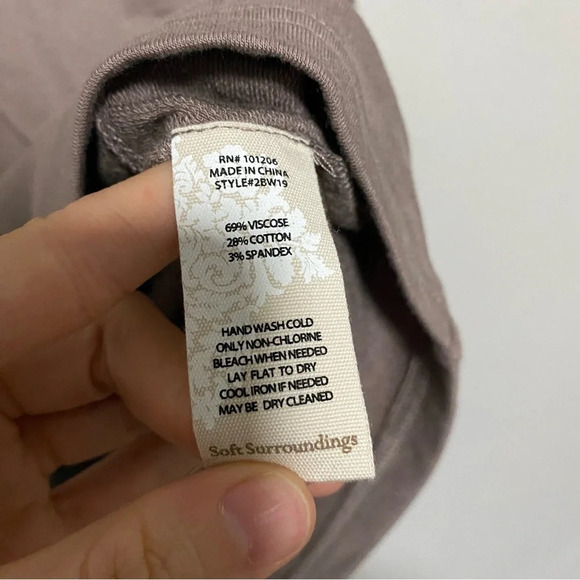 RN# 101206
MADE IN CHINA
STYLE#2BW19
69% VISCOSE
28% COTTON
3% SPANDEX
HAND WASH COLD
ONLY NON-CHLORINE
BLEACH WHEN NEEDED
LAY FLAT TO DRY
COOL IRON IF NEEDED
MAY BE DRY CLEANED
Soft Surroundings